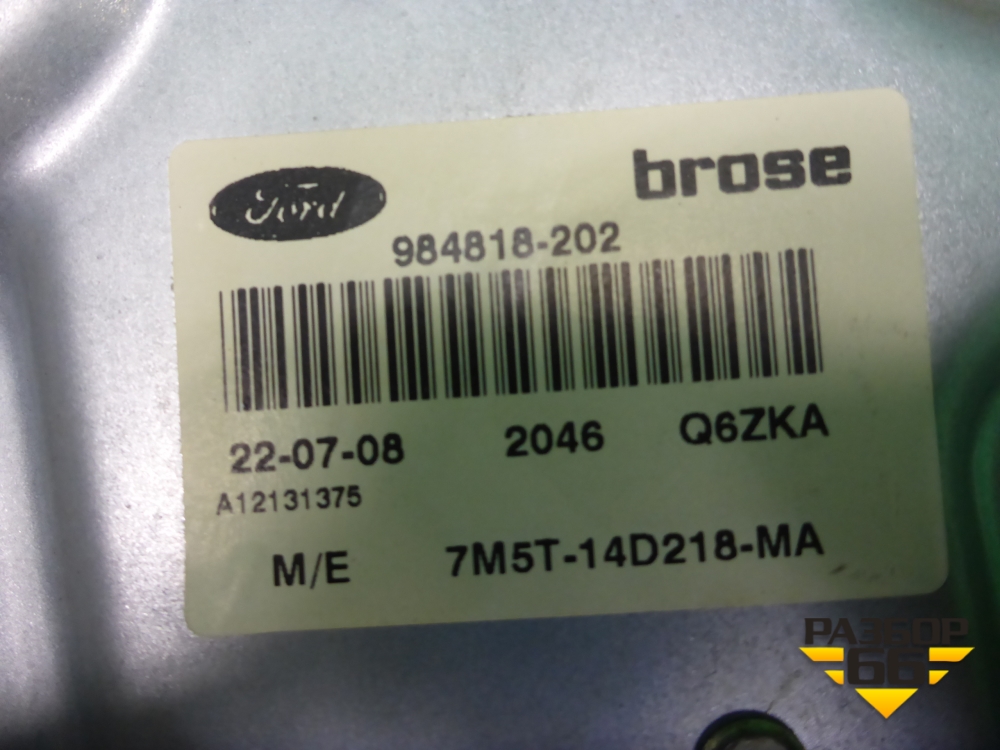 Ford
brose
984818-202
22-07-08 2046 Q6ZKA
A12131375
M/E 7M5T-14D218-MA
РАЗБОР
66